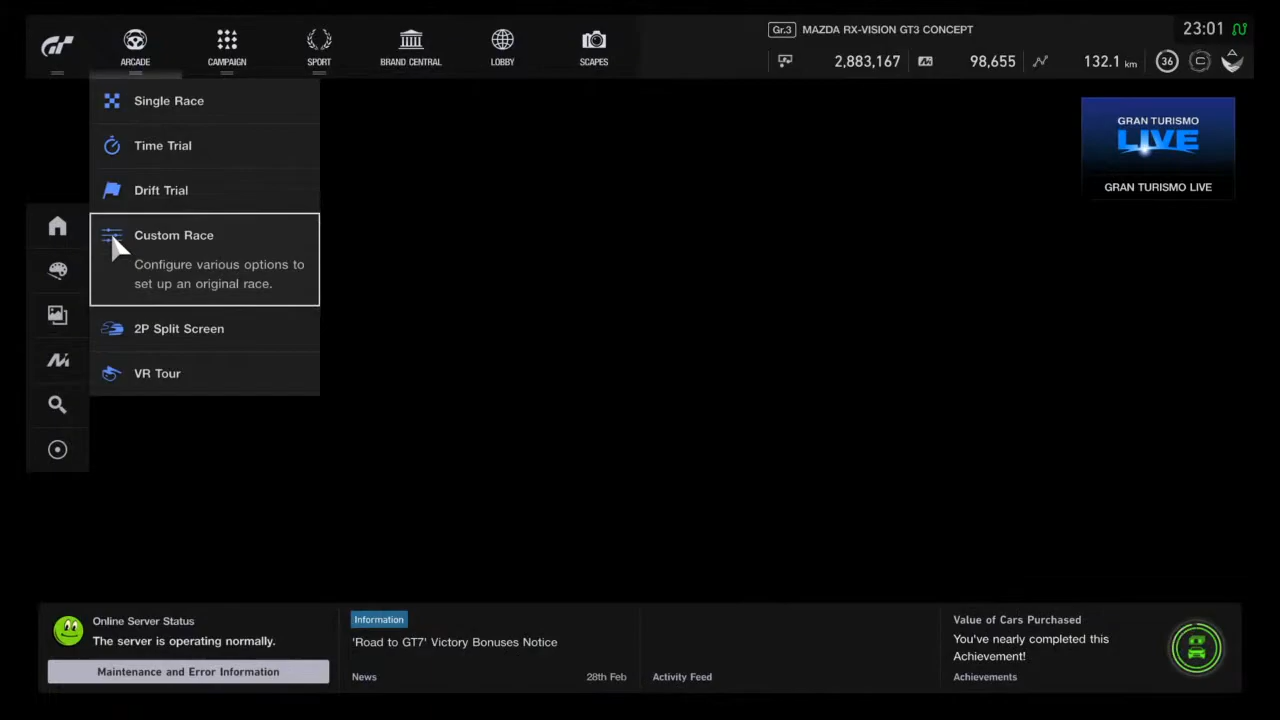 GT
ARCADE
CAMPAIGN
SPORT
BRAND CENTRAL
LOBBY
SCAPES
Gr.3 MAZDA RX-VISION GT3 CONCEPT
23:01
2,883,167
98,655
132.1 km
36
C
Single Race
Time Trial
Drift Trial
Custom Race
Configure various options to
set up an original race.
2P Split Screen
VR Tour
GRAN TURISMO
LIVE
GRAN TURISMO LIVE
Online Server Status
The server is operating normally.
Maintenance and Error Information
Information
'Road to GT7' Victory Bonuses Notice
News
28th Feb
Activity Feed
Value of Cars Purchased
You've nearly completed this
Achievement!
Achievements